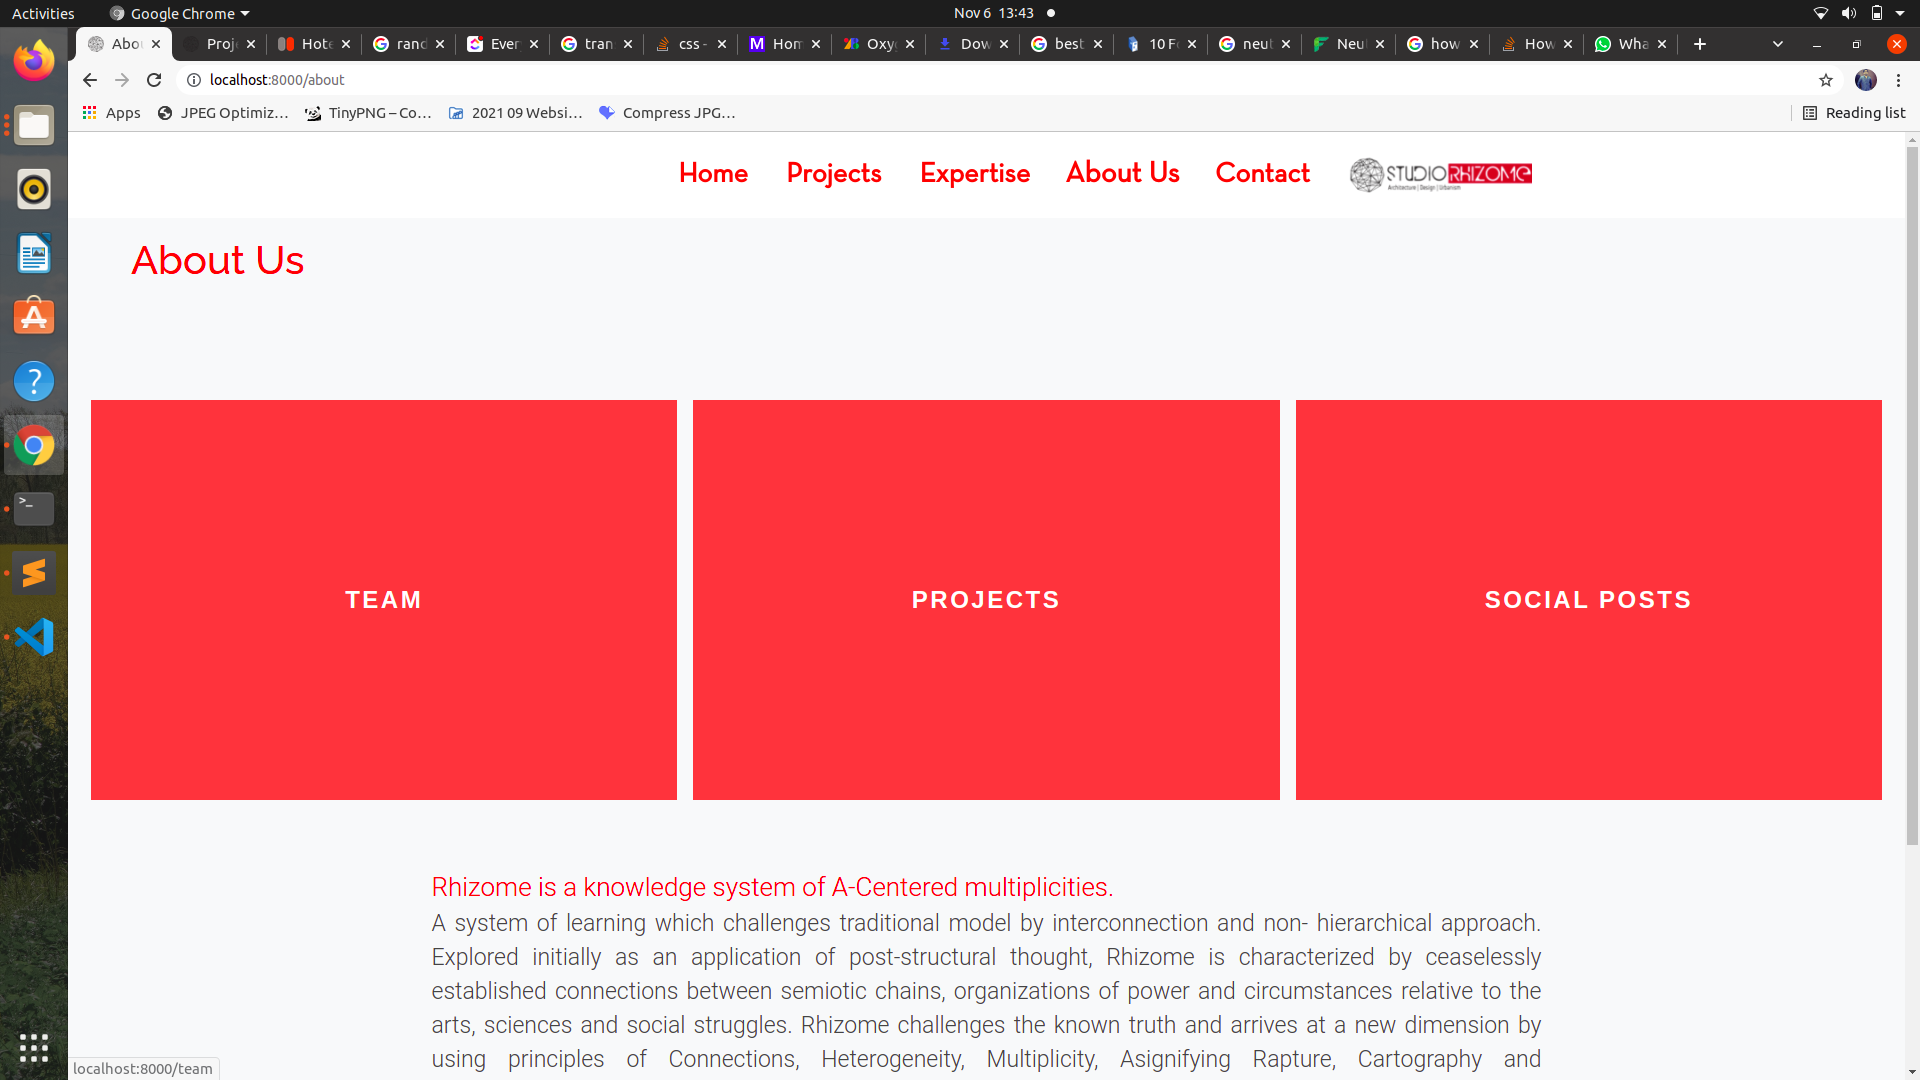 Activities Google Chrome Nov 6 13:43
Abo Proj Hote rand Ever tran css - Hom Oxy Dow best 10 F neut Neut how How Wha
localhost:8000/about
Apps JPEG Optimiz... TinyPNG – Co... 2021 09 Websi... Compress JPG... Reading list
Home Projects Expertise About Us Contact STUDIO RHIZOME
Architecture | Design | Urbanism
About Us
TEAM PROJECTS SOCIAL POSTS
Rhizome is a knowledge system of A-Centered multiplicities.
A system of learning which challenges traditional model by interconnection and non- hierarchical approach.
Explored initially as an application of post-structural thought, Rhizome is characterized by ceaselessly
established connections between semiotic chains, organizations of power and circumstances relative to the
arts, sciences and social struggles. Rhizome challenges the known truth and arrives at a new dimension by
using principles of Connections, Heterogeneity, Multiplicity, Asignifying Rapture, Cartography and
localhost:8000/team